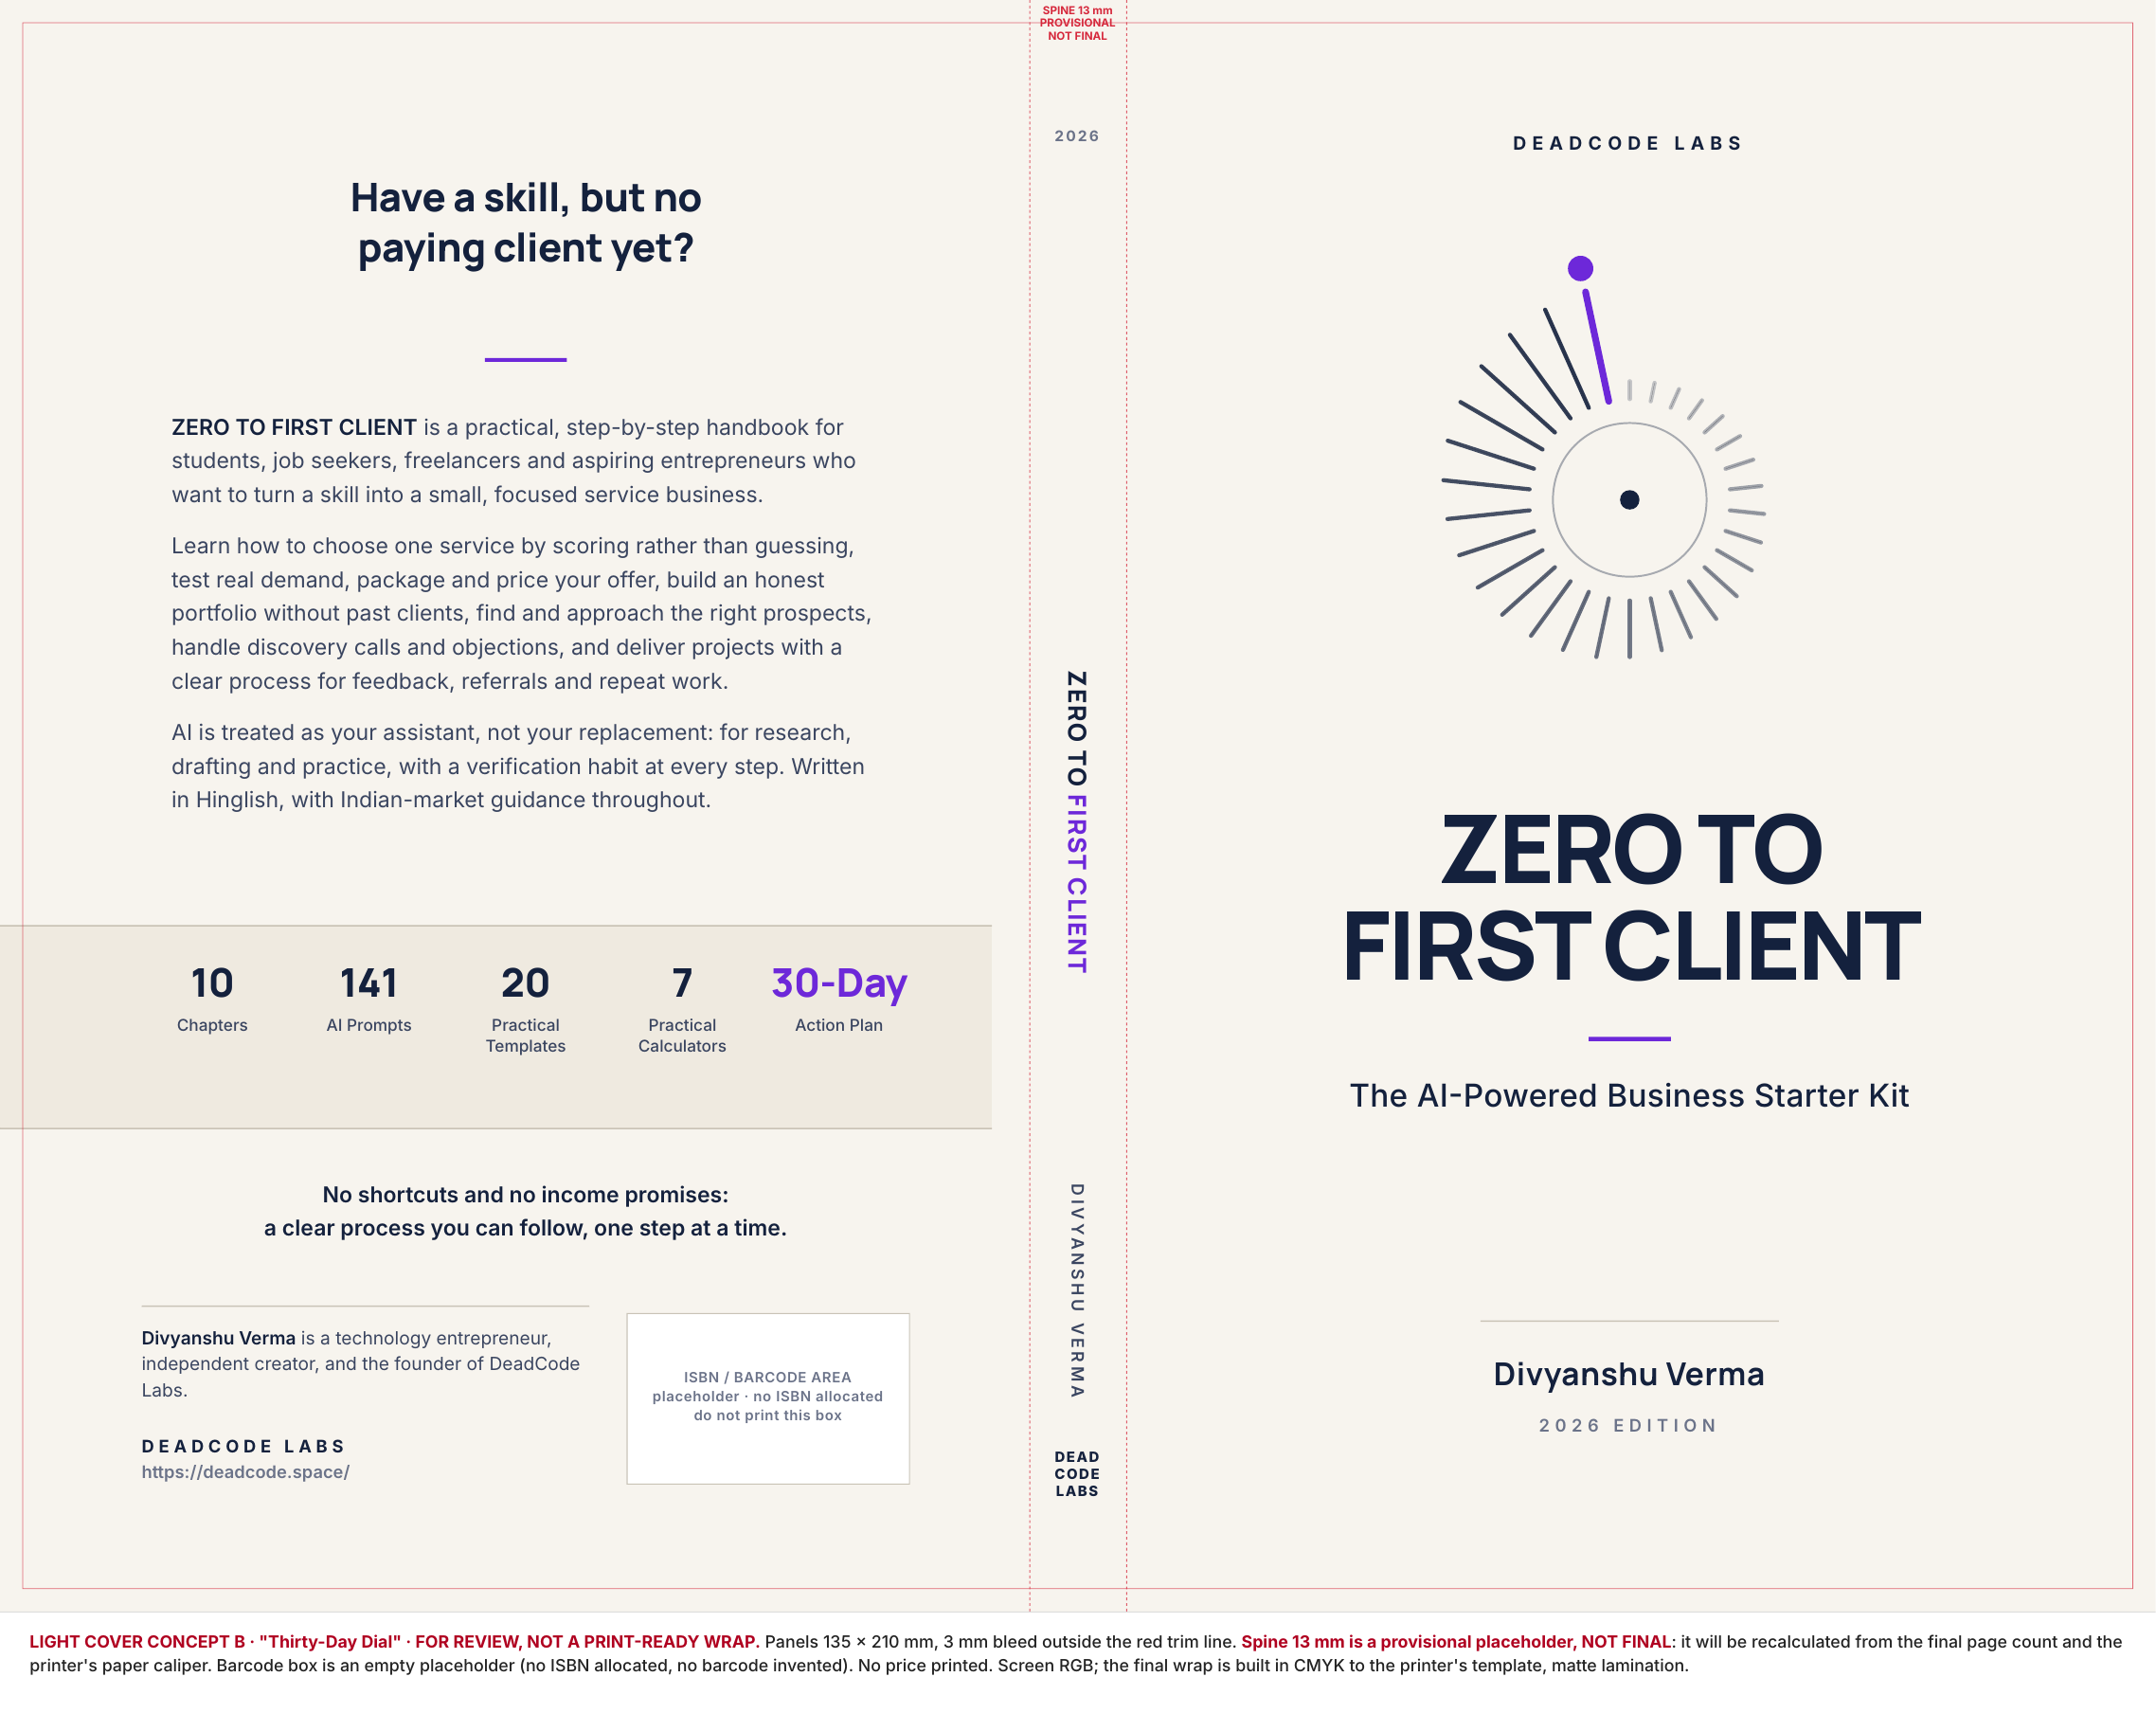 SPINE 13 mm
PROVISIONAL
NOT FINAL
Have a skill, but no
paying client yet?
ZERO TO FIRST CLIENT is a practical, step-by-step handbook for
students, job seekers, freelancers and aspiring entrepreneurs who
want to turn a skill into a small, focused service business.
Learn how to choose one service by scoring rather than guessing,
test real demand, package and price your offer, build an honest
portfolio without past clients, find and approach the right prospects,
handle discovery calls and objections, and deliver projects with a
clear process for feedback, referrals and repeat work.
AI is treated as your assistant, not your replacement: for research,
drafting and practice, with a verification habit at every step. Written
in Hinglish, with Indian-market guidance throughout.
10
Chapters
141
AI Prompts
20
Practical
Templates
7
Practical
Calculators
30-Day
Action Plan
No shortcuts and no income promises:
a clear process you can follow, one step at a time.
Divyanshu Verma is a technology entrepreneur,
independent creator, and the founder of DeadCode
Labs.
DEADCODE LABS
https://deadcode.space/
ISBN / BARCODE AREA
placeholder · no ISBN allocated
do not print this box
2026
ZERO TO FIRST CLIENT
DIVYANSHU VERMA
DEAD
CODE
LABS
DEADCODE LABS
ZERO TO
FIRST CLIENT
The AI-Powered Business Starter Kit
Divyanshu Verma
2026 EDITION
LIGHT COVER CONCEPT B · "Thirty-Day Dial" · FOR REVIEW, NOT A PRINT-READY WRAP. Panels 135 × 210 mm, 3 mm bleed outside the red trim line. Spine 13 mm is a provisional placeholder, NOT FINAL: it will be recalculated from the final page count and the
printer's paper caliper. Barcode box is an empty placeholder (no ISBN allocated, no barcode invented). No price printed. Screen RGB; the final wrap is built in CMYK to the printer's template, matte lamination.